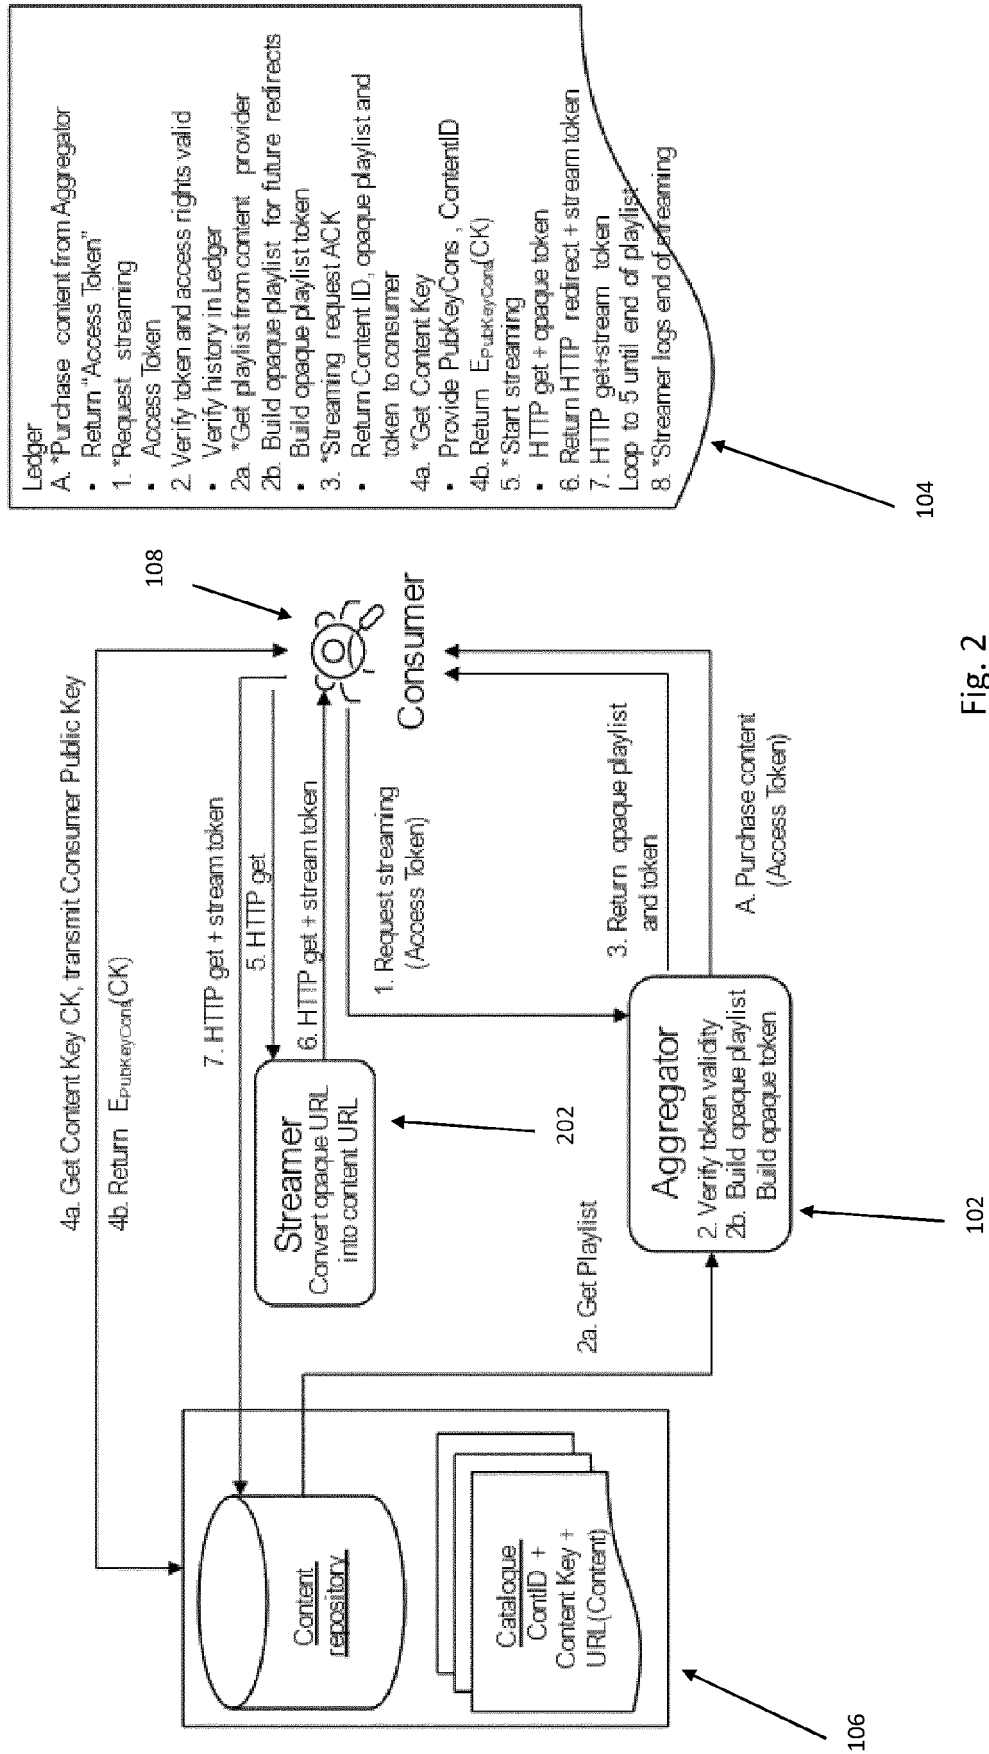 4a. Get Content Key CK, transmit Consumer Public Key
4b. Return E_PubKeyCons(CK)
7. HTTP get + stream token
5. HTTP get
6. HTTP get + stream token
108
Content
repository
Streamer
Convert opaque URL
into content URL
202
Consumer
1. Request streaming
(Access Token)
Catalogue
ContID +
Content Key +
URL(Content)
106
2a. Get Playlist
3. Return opaque playlist
and token
Aggregator
2. Verify token validity
2b. Build opaque playlist
Build opaque token
102
A. Purchase content
(Access Token)
Ledger
A. *Purchase content from Aggregator
• Return "Access Token"
1. *Request streaming
• Access Token
2. Verify token and access rights valid
• Verify history in Ledger
2a. *Get playlist from content provider
2b. Build opaque playlist for future redirects
• Build opaque playlist token
3. *Streaming request ACK
• Return Content ID, opaque playlist and
token to consumer
4a. *Get Content Key
• Provide PubKeyCons , ContentID
4b. Return E_PubKeyCons(CK)
5. *Start streaming
• HTTP get + opaque token
6. Return HTTP redirect + stream token
7. HTTP get+stream token
Loop to 5 until end of playlist
8. *Streamer logs end of streaming
104
Fig. 2